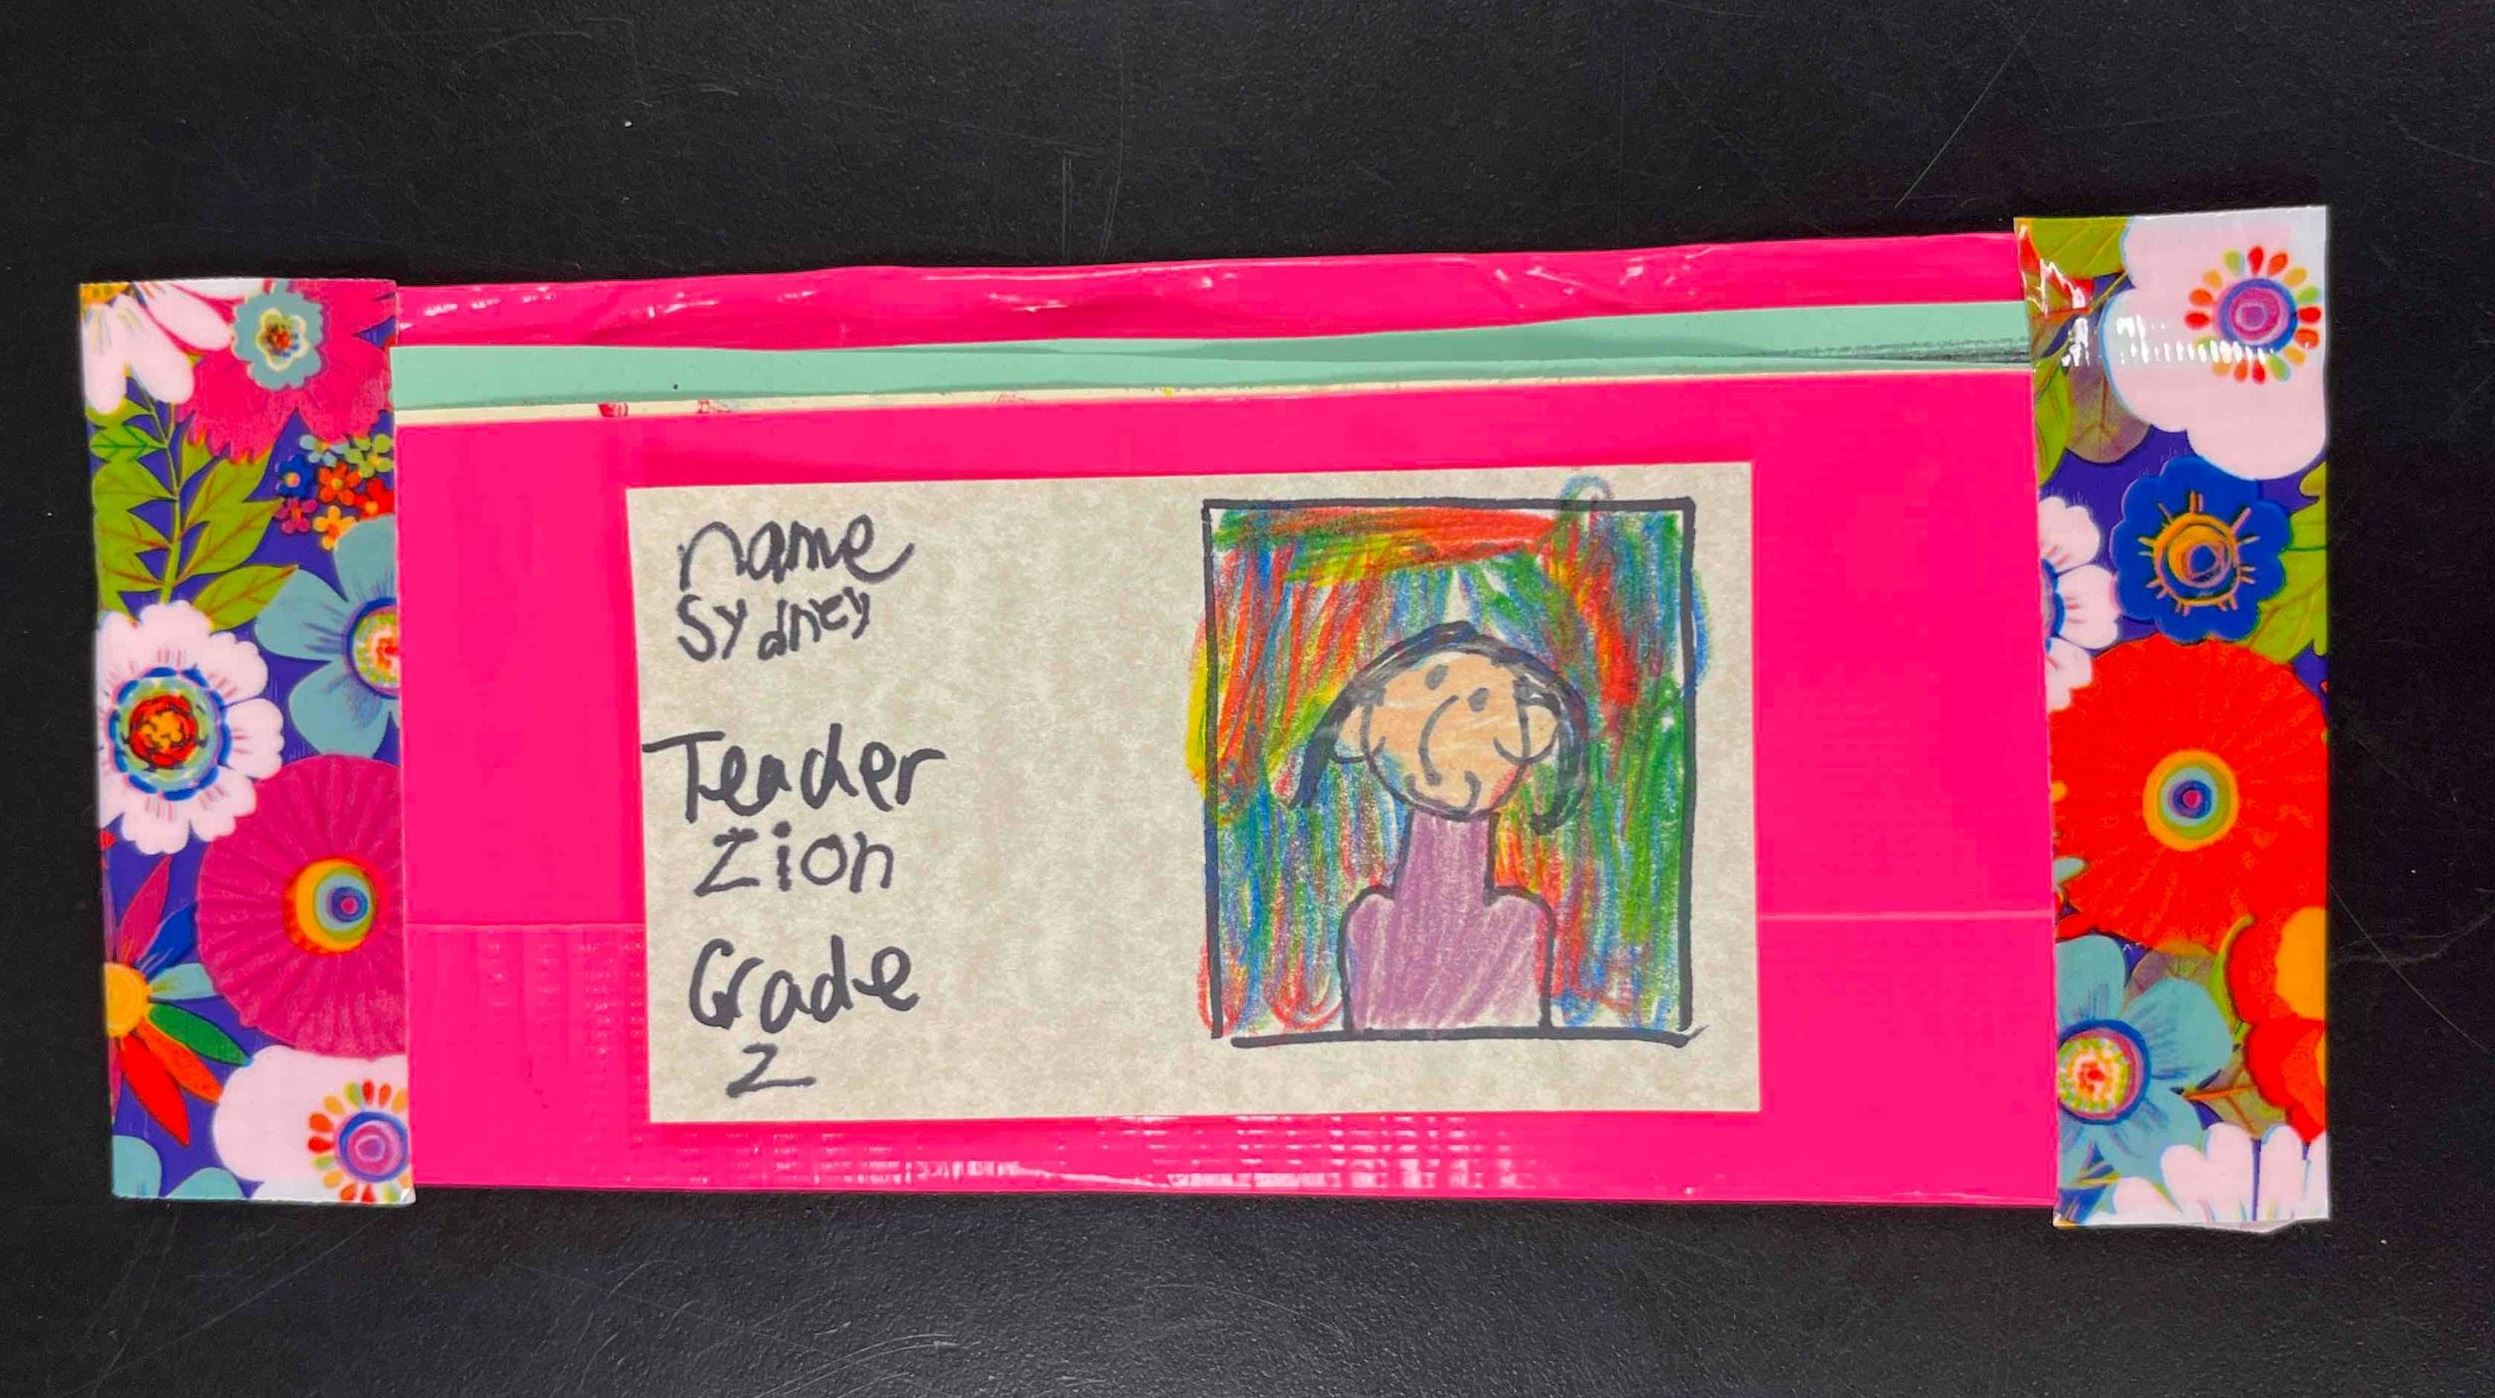 name
Sydney
Teacher
Zion
Grade
2